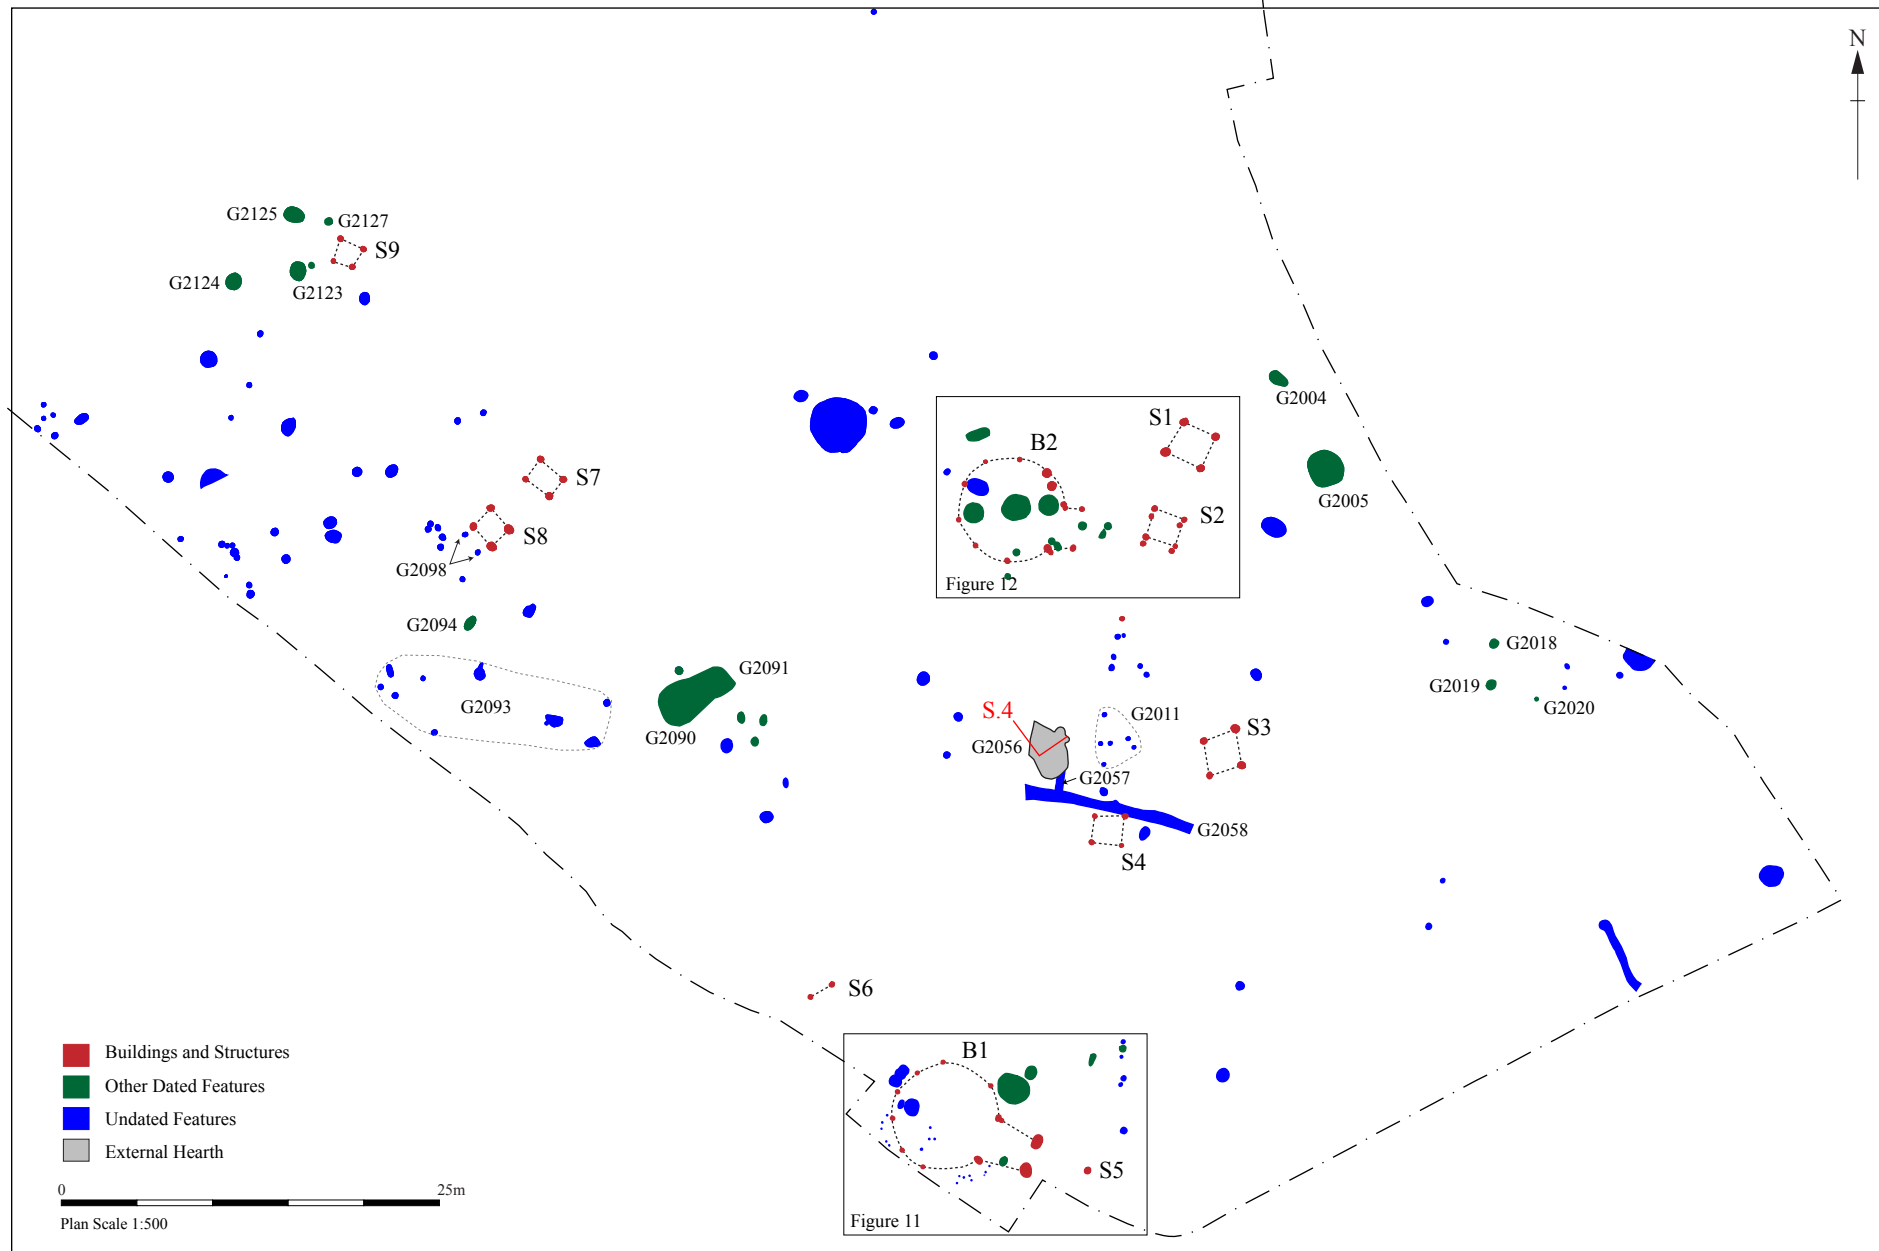 N
G2125
G2127
S9
G2124
G2123
G2004
S1
B2
S7
G2005
S2
S8
G2098
Figure 12
G2094
G2018
G2091
G2019
G2093
S.4
G2011
G2020
S3
G2090
G2056
G2057
G2058
S4
S6
Buildings and Structures
B1
Other Dated Features
Undated Features
External Hearth
S5
0 25m
Plan Scale 1:500
Figure 11